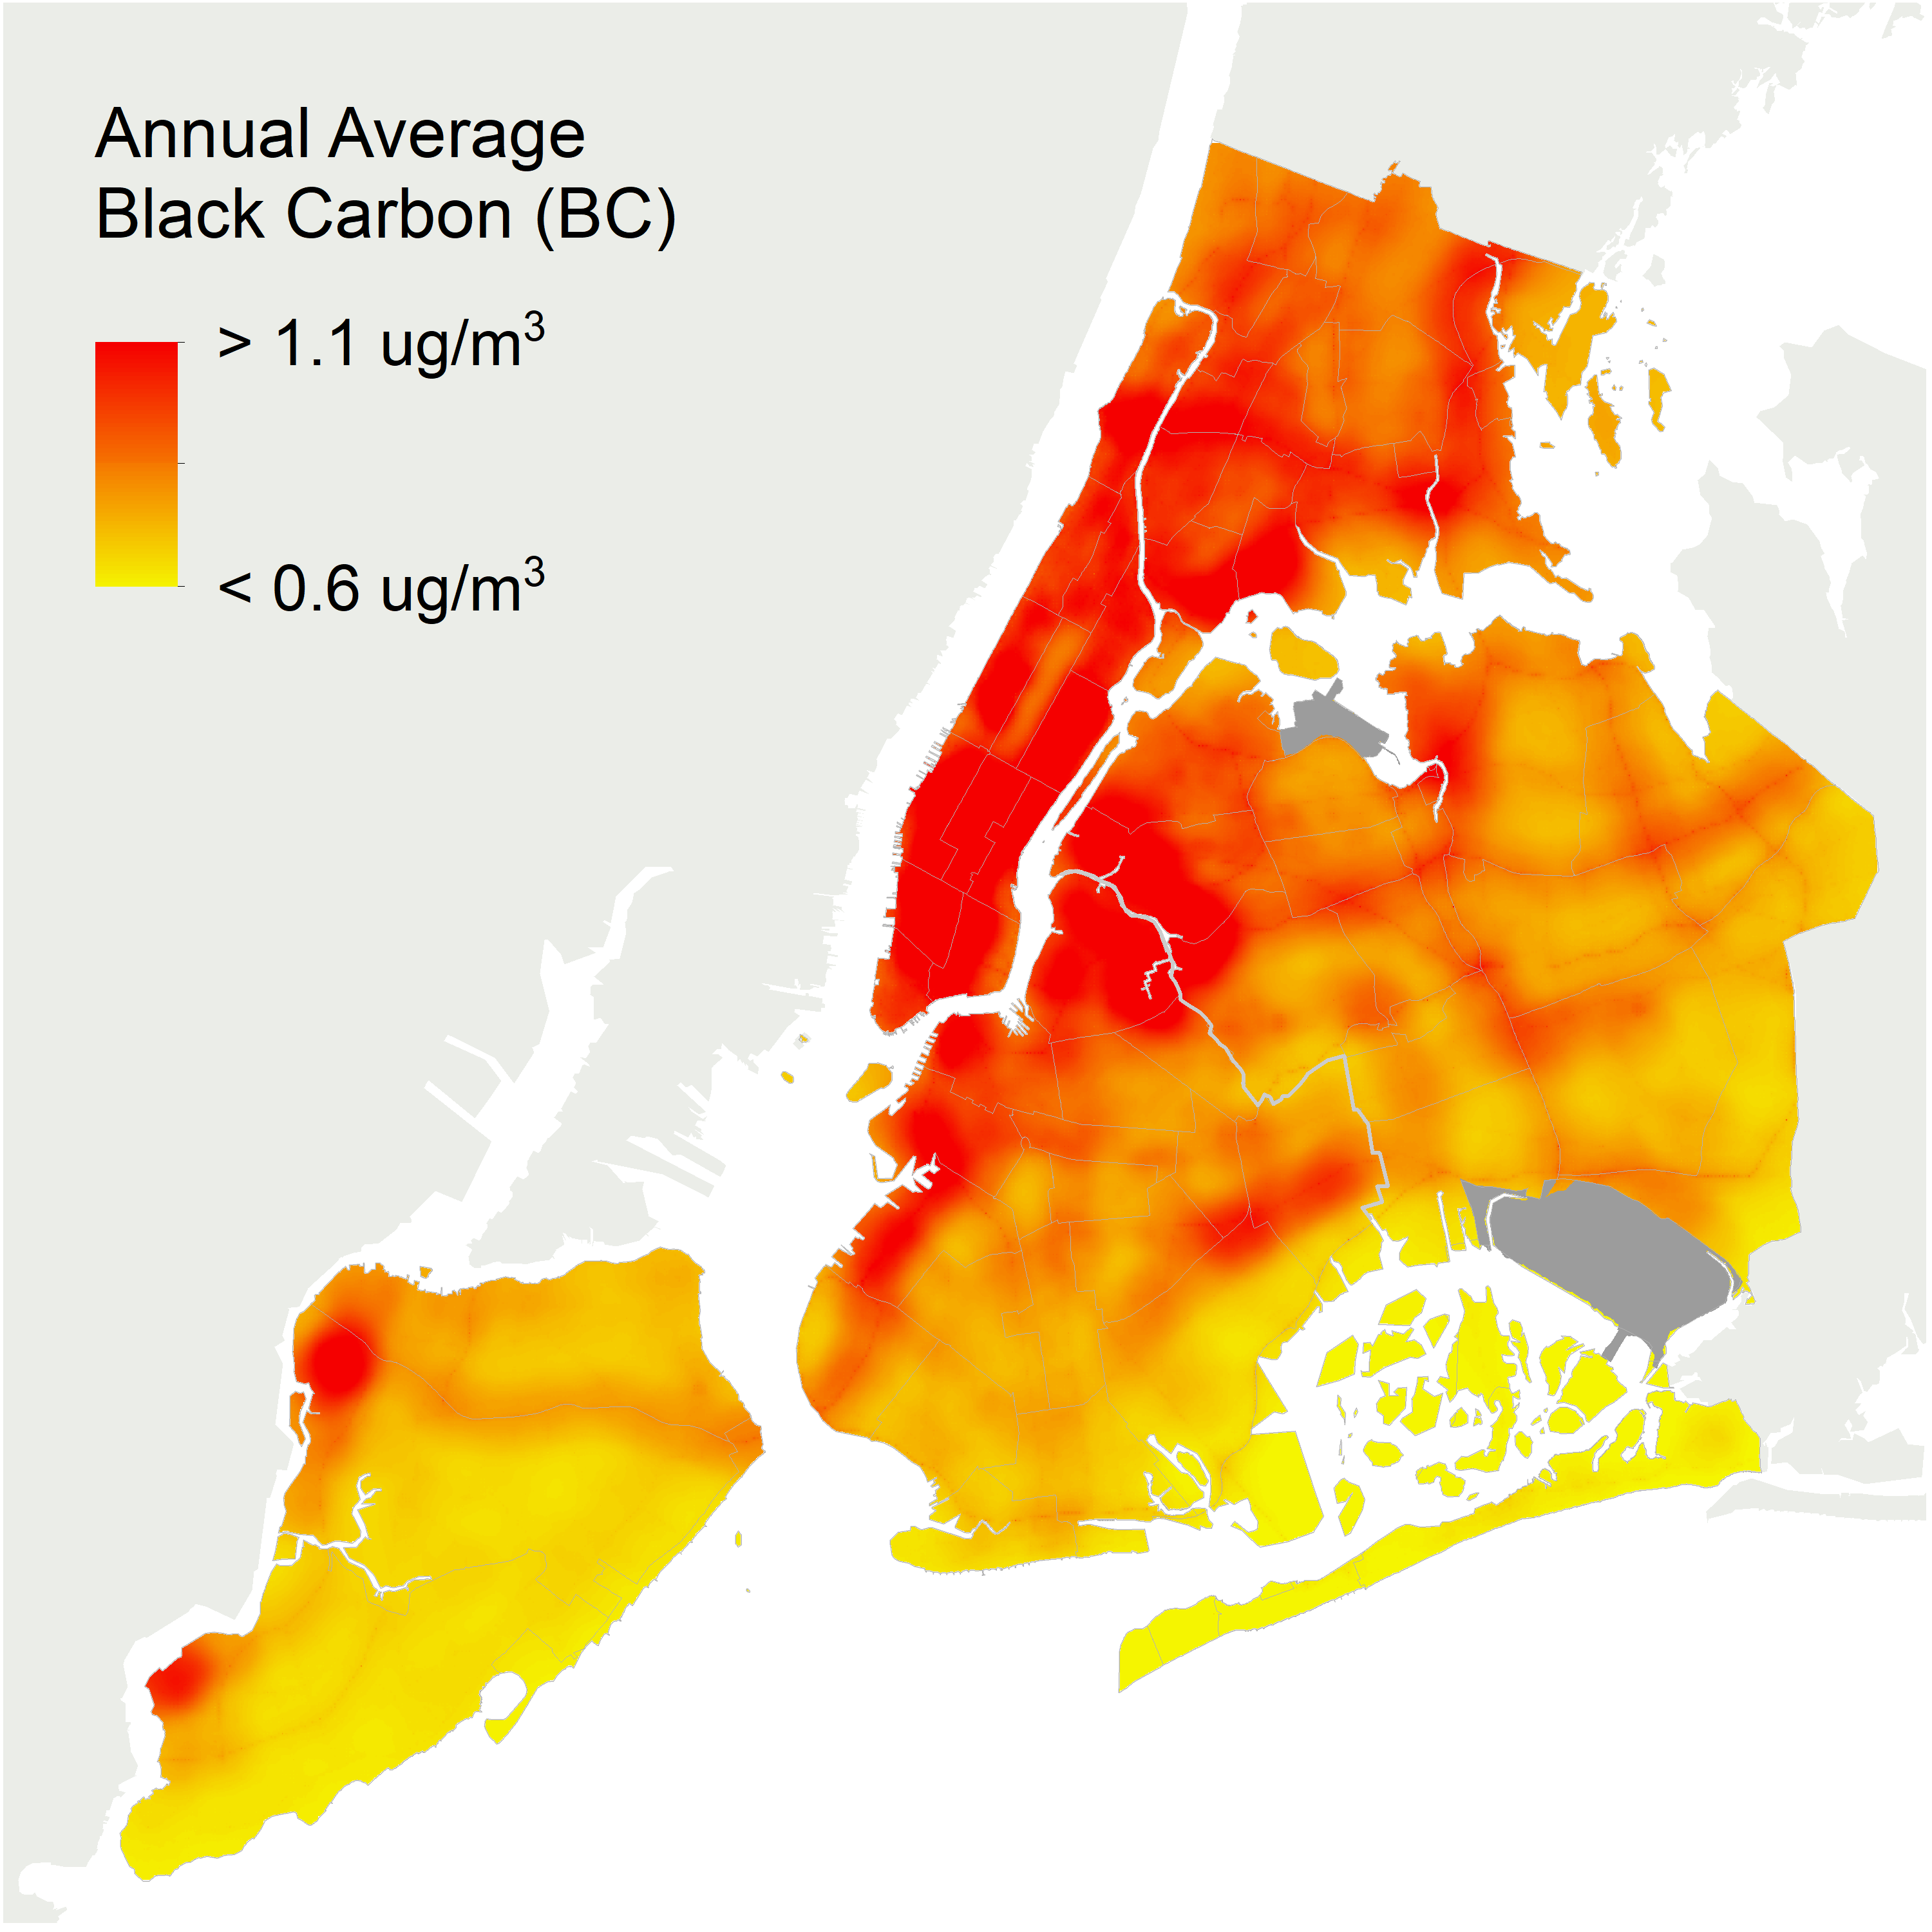 Annual Average
Black Carbon (BC)
> 1.1 ug/m³
< 0.6 ug/m³